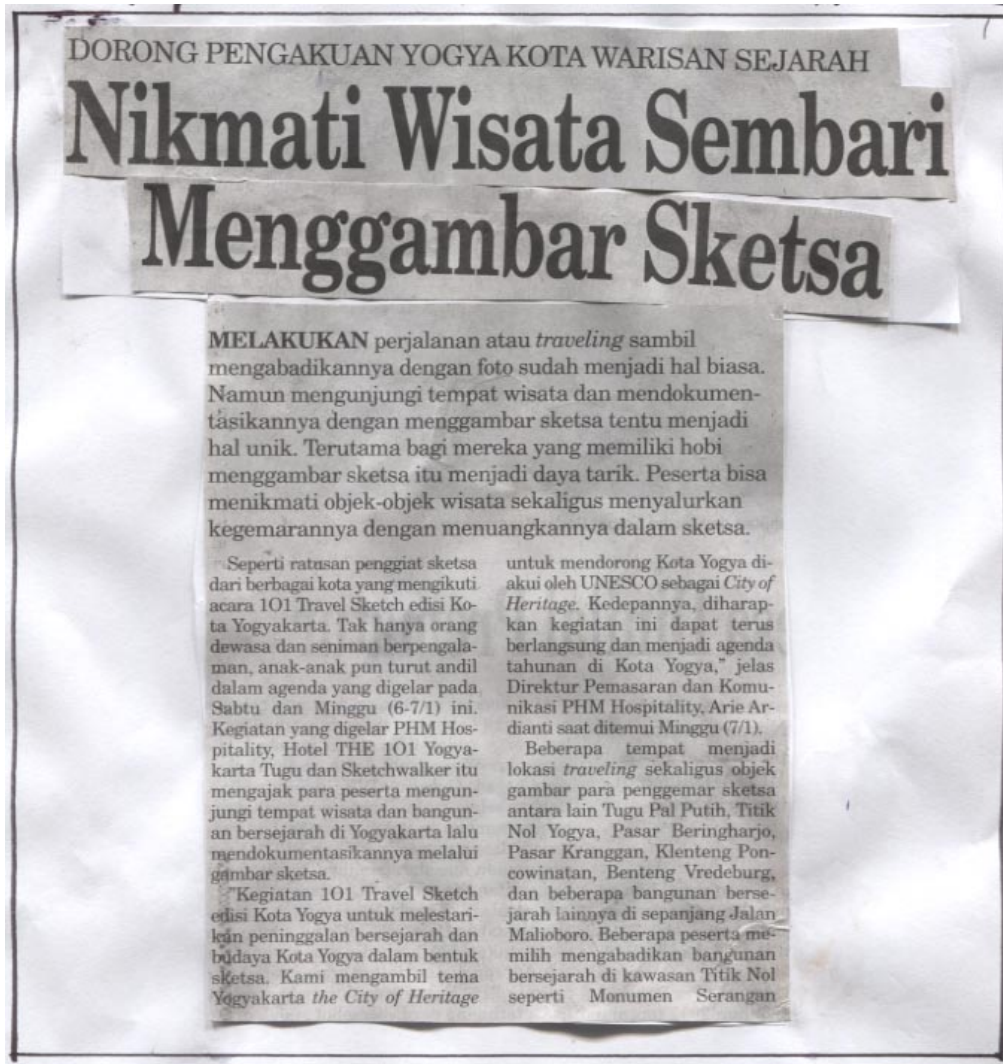 DORONG PENGAKUAN YOGYA KOTA WARISAN SEJARAH
Nikmati Wisata Sembari
Menggambar Sketsa
MELAKUKAN perjalanan atau traveling sambil
mengabadikannya dengan foto sudah menjadi hal biasa.
Namun mengunjungi tempat wisata dan mendokumen-
tasikannya dengan menggambar sketsa tentu menjadi
hal unik. Terutama bagi mereka yang memiliki hobi
menggambar sketsa itu menjadi daya tarik. Peserta bisa
menikmati objek-objek wisata sekaligus menyalurkan
kegemarannya dengan menuangkannya dalam sketsa.
Seperti ratusan penggiat sketsa
dari berbagai kota yang mengikuti
acara 1O1 Travel Sketch edisi Ko-
ta Yogyakarta. Tak hanya orang
dewasa dan seniman berpengala-
man, anak-anak pun turut andil
dalam agenda yang digelar pada
Sabtu dan Minggu (6-7/1) ini.
Kegiatan yang digelar PHM Hos-
pitality, Hotel THE 1O1 Yogya-
karta Tugu dan Sketchwalker itu
mengajak para peserta mengun-
jungi tempat wisata dan bangun-
an bersejarah di Yogyakarta lalu
mendokumentasikannya melalui
gambar sketsa.
"Kegiatan 1O1 Travel Sketch
edisi Kota Yogya untuk melestari-
kan peninggalan bersejarah dan
budaya Kota Yogya dalam bentuk
sketsa. Kami mengambil tema
Yogyakarta the City of Heritage
untuk mendorong Kota Yogya di-
akui oleh UNESCO sebagai City of
Heritage. Kedepannya, diharap-
kan kegiatan ini dapat terus
berlangsung dan menjadi agenda
tahunan di Kota Yogya," jelas
Direktur Pemasaran dan Komu-
nikasi PHM Hospitality, Arie Ar-
dianti saat ditemui Minggu (7/1).
Beberapa tempat menjadi
lokasi traveling sekaligus objek
gambar para penggemar sketsa
antara lain Tugu Pal Putih, Titik
Nol Yogya, Pasar Beringharjo,
Pasar Kranggan, Klenteng Pon-
cowinatan, Benteng Vredeburg,
dan beberapa bangunan berse-
jarah lainnya di sepanjang Jalan
Malioboro. Beberapa peserta me-
milih mengabadikan bangunan
bersejarah di kawasan Titik Nol
seperti Monumen Serangan